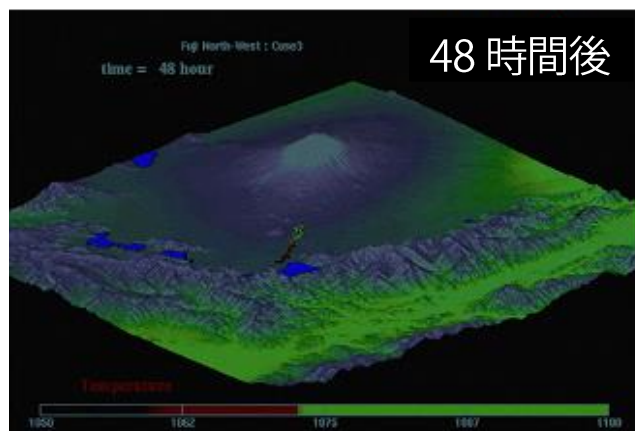 Fuji North-West : Case3
48 時間後
time = 48 hour
Temperature
1050 1062 1075 1087 1100